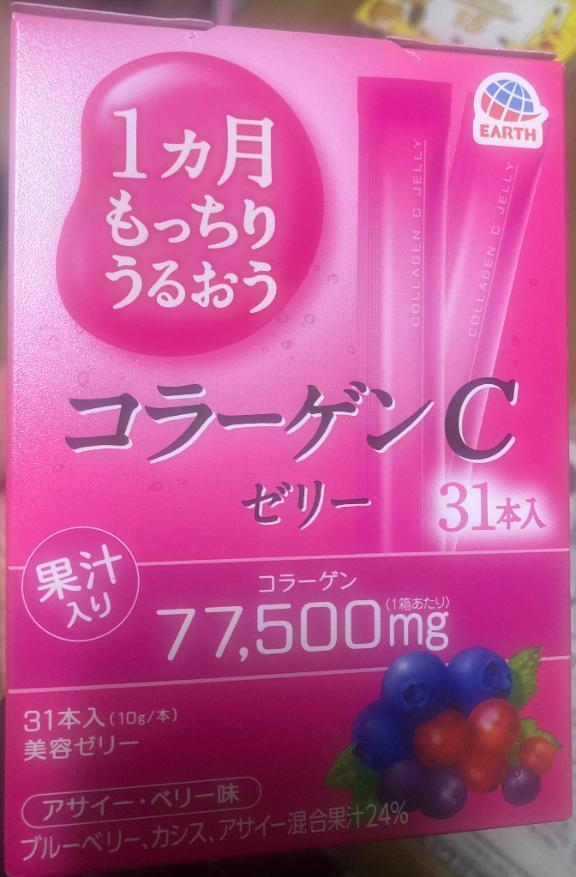 EARTH
1ヵ月
もっちり
うるおう
COLLAGEN C JELLY
COLLAGEN C JELLY
コラーゲンC
ゼリー
31本入
果汁
入り
コラーゲン
77,500mg
(1箱あたり)
31本入(10g/本)
美容ゼリー
アサイー・ベリー味
ブルーベリー、カシス、アサイー混合果汁24%